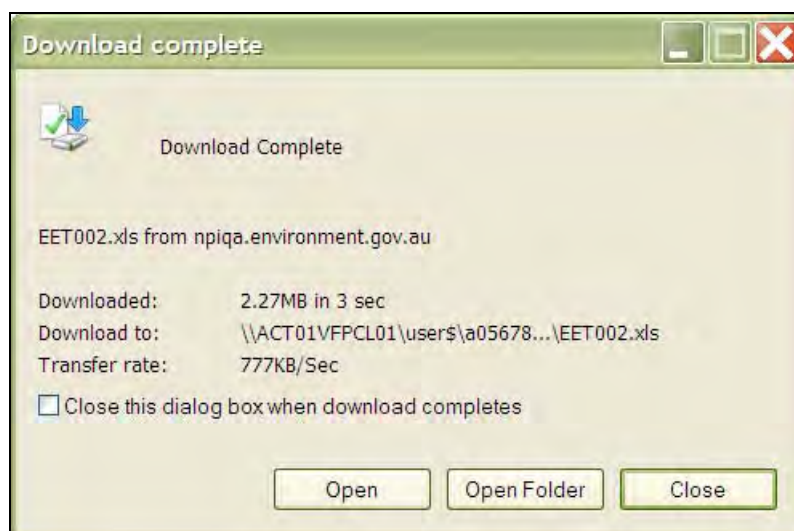 Download complete
Download Complete
EET002.xls from npiqa.environment.gov.au
Downloaded: 2.27MB in 3 sec
Download to: \\ACT01VFPCL01\user$\a05678...\EET002.xls
Transfer rate: 777KB/Sec
Close this dialog box when download completes
Open Open Folder Close